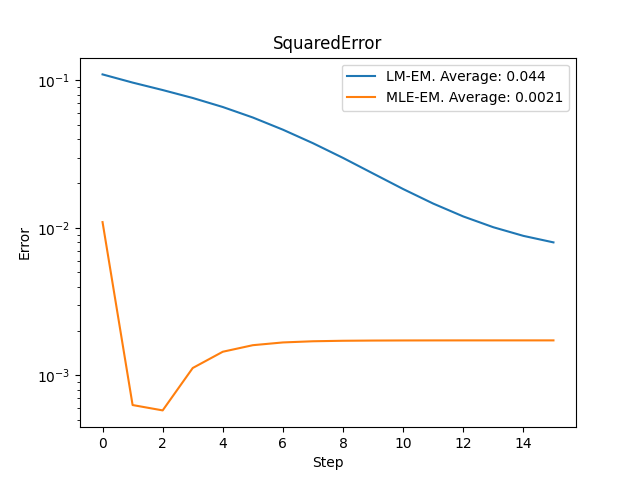 SquaredError
LM-EM. Average: 0.044
MLE-EM. Average: 0.0021
10⁻¹
10⁻²
10⁻³
Error
0 2 4 6 8 10 12 14
Step